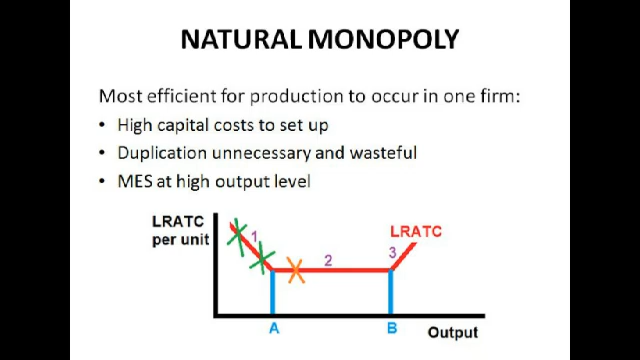 NATURAL MONOPOLY
Most efficient for production to occur in one firm:
• High capital costs to set up
• Duplication unnecessary and wasteful
• MES at high output level
LRATC
per unit
1
2
3
LRATC
A
B
Output